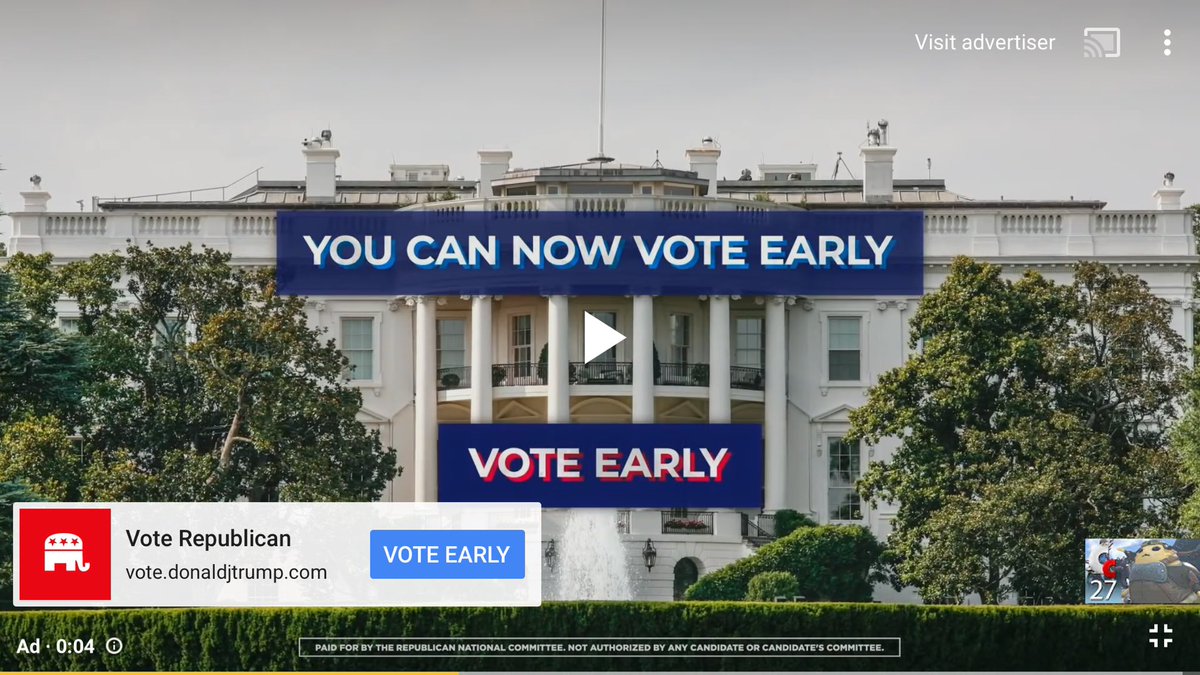 Visit advertiser
YOU CAN NOW VOTE EARLY
VOTE EARLY
Vote Republican
vote.donaldjtrump.com
VOTE EARLY
27
Ad · 0:04
PAID FOR BY THE REPUBLICAN NATIONAL COMMITTEE. NOT AUTHORIZED BY ANY CANDIDATE OR CANDIDATE'S COMMITTEE.